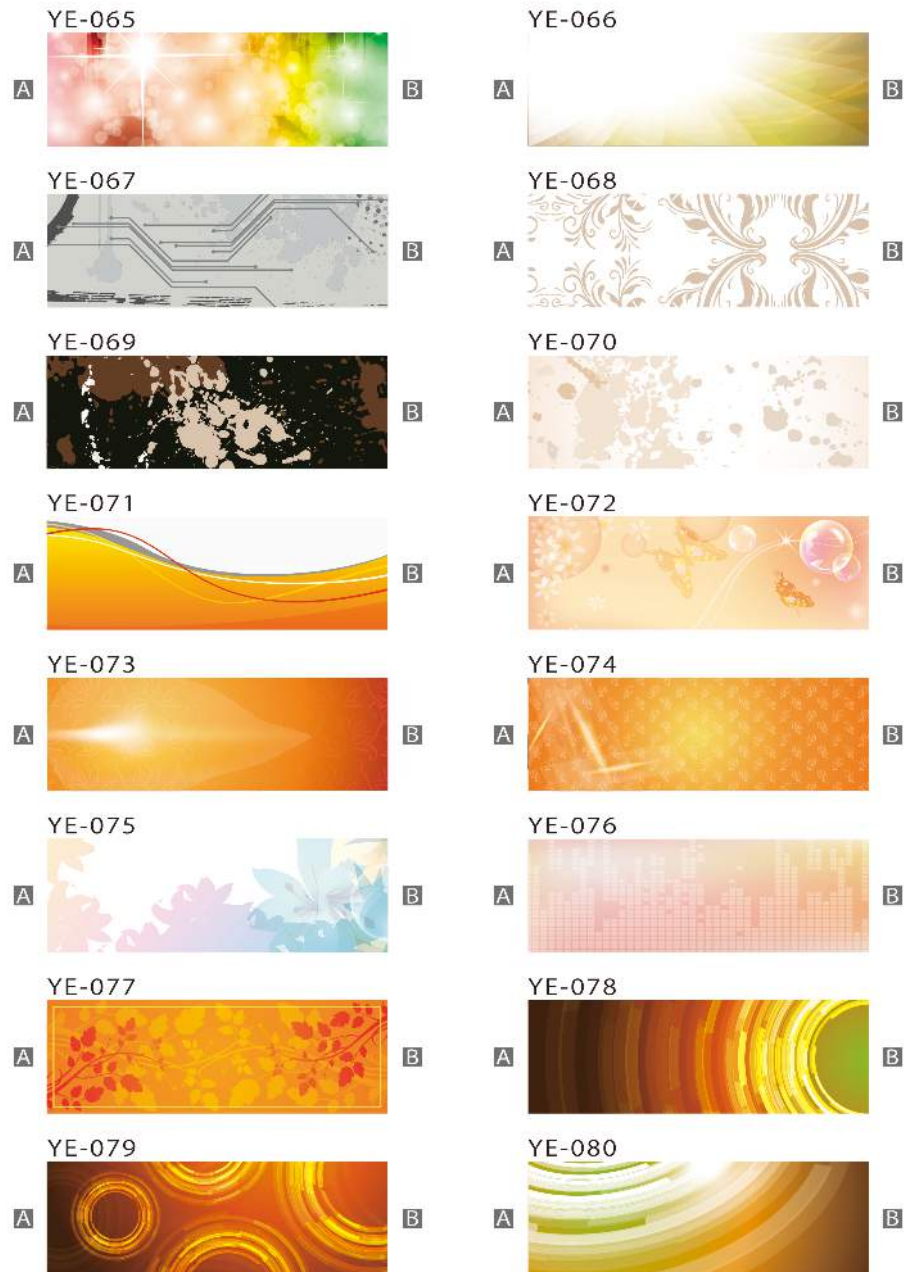 YE-065 YE-066
A B A B
YE-067 YE-068
A B A B
YE-069 YE-070
A B A B
YE-071 YE-072
A B A B
YE-073 YE-074
A B A B
YE-075 YE-076
A B A B
YE-077 YE-078
A B A B
YE-079 YE-080
A B A B